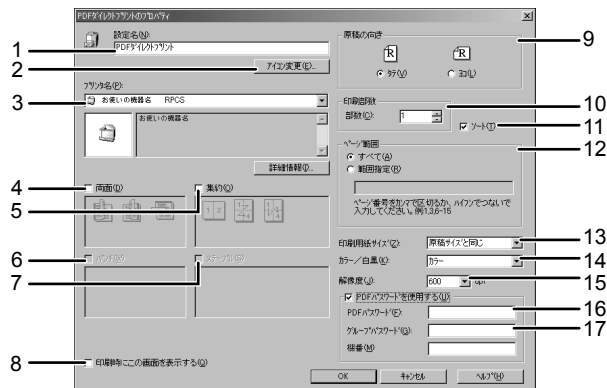 PDFダイレクトプリントのプロパティ
設定名(N):
PDFダイレクトプリント
アイコン変更(E)...
プリンタ名(P):
お使いの機器名 RPCS
お使いの機器名
詳細情報(I)...
両面(D)
集約(O)
パンチ(W)
ステープル(B)
印刷時にこの画面を表示する(Q)
原稿の向き
R
R
タテ(V)
ヨコ(L)
印刷部数
部数(C):
1
ソート(T)
ページ範囲
すべて(A)
範囲指定(R)
ページ番号をカンマで区切るか、ハイフンでつないで
入力してください。例1,3,6-15
印刷用紙サイズ(Z):
原稿サイズと同じ
カラー/白黒(K):
カラー
解像度(J):
600
dpi
PDFパスワードを使用する(U)
PDFパスワード(F):
グループパスワード(G):
機番(M)
OK
キャンセル
ヘルプ(H)
1
2
3
4
5
6
7
8
9
10
11
12
13
14
15
16
17